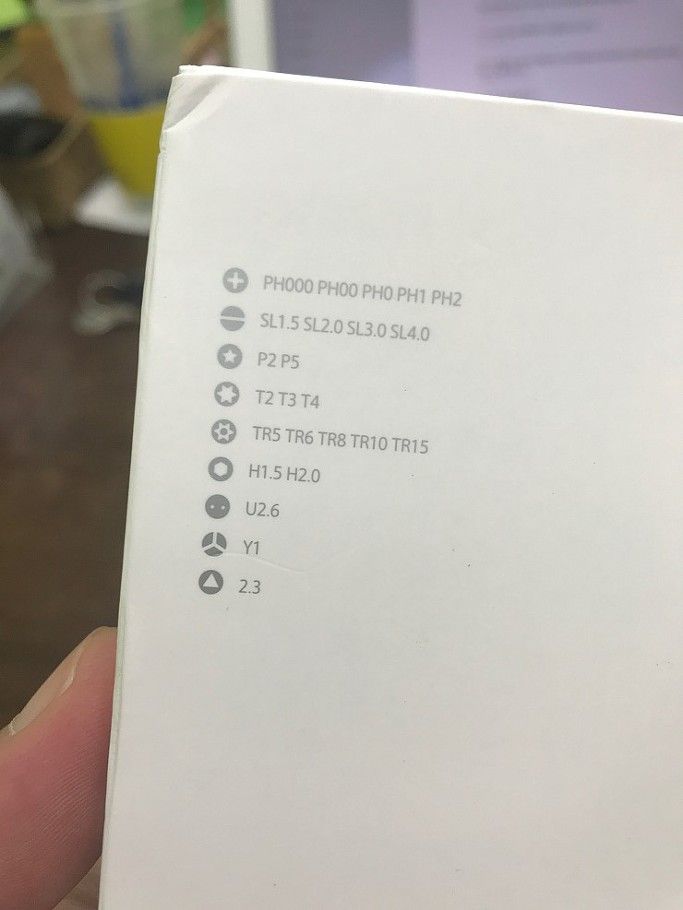 PH000 PH00 PH0 PH1 PH2
SL1.5 SL2.0 SL3.0 SL4.0
P2 P5
T2 T3 T4
TR5 TR6 TR8 TR10 TR15
H1.5 H2.0
U2.6
Y1
2.3